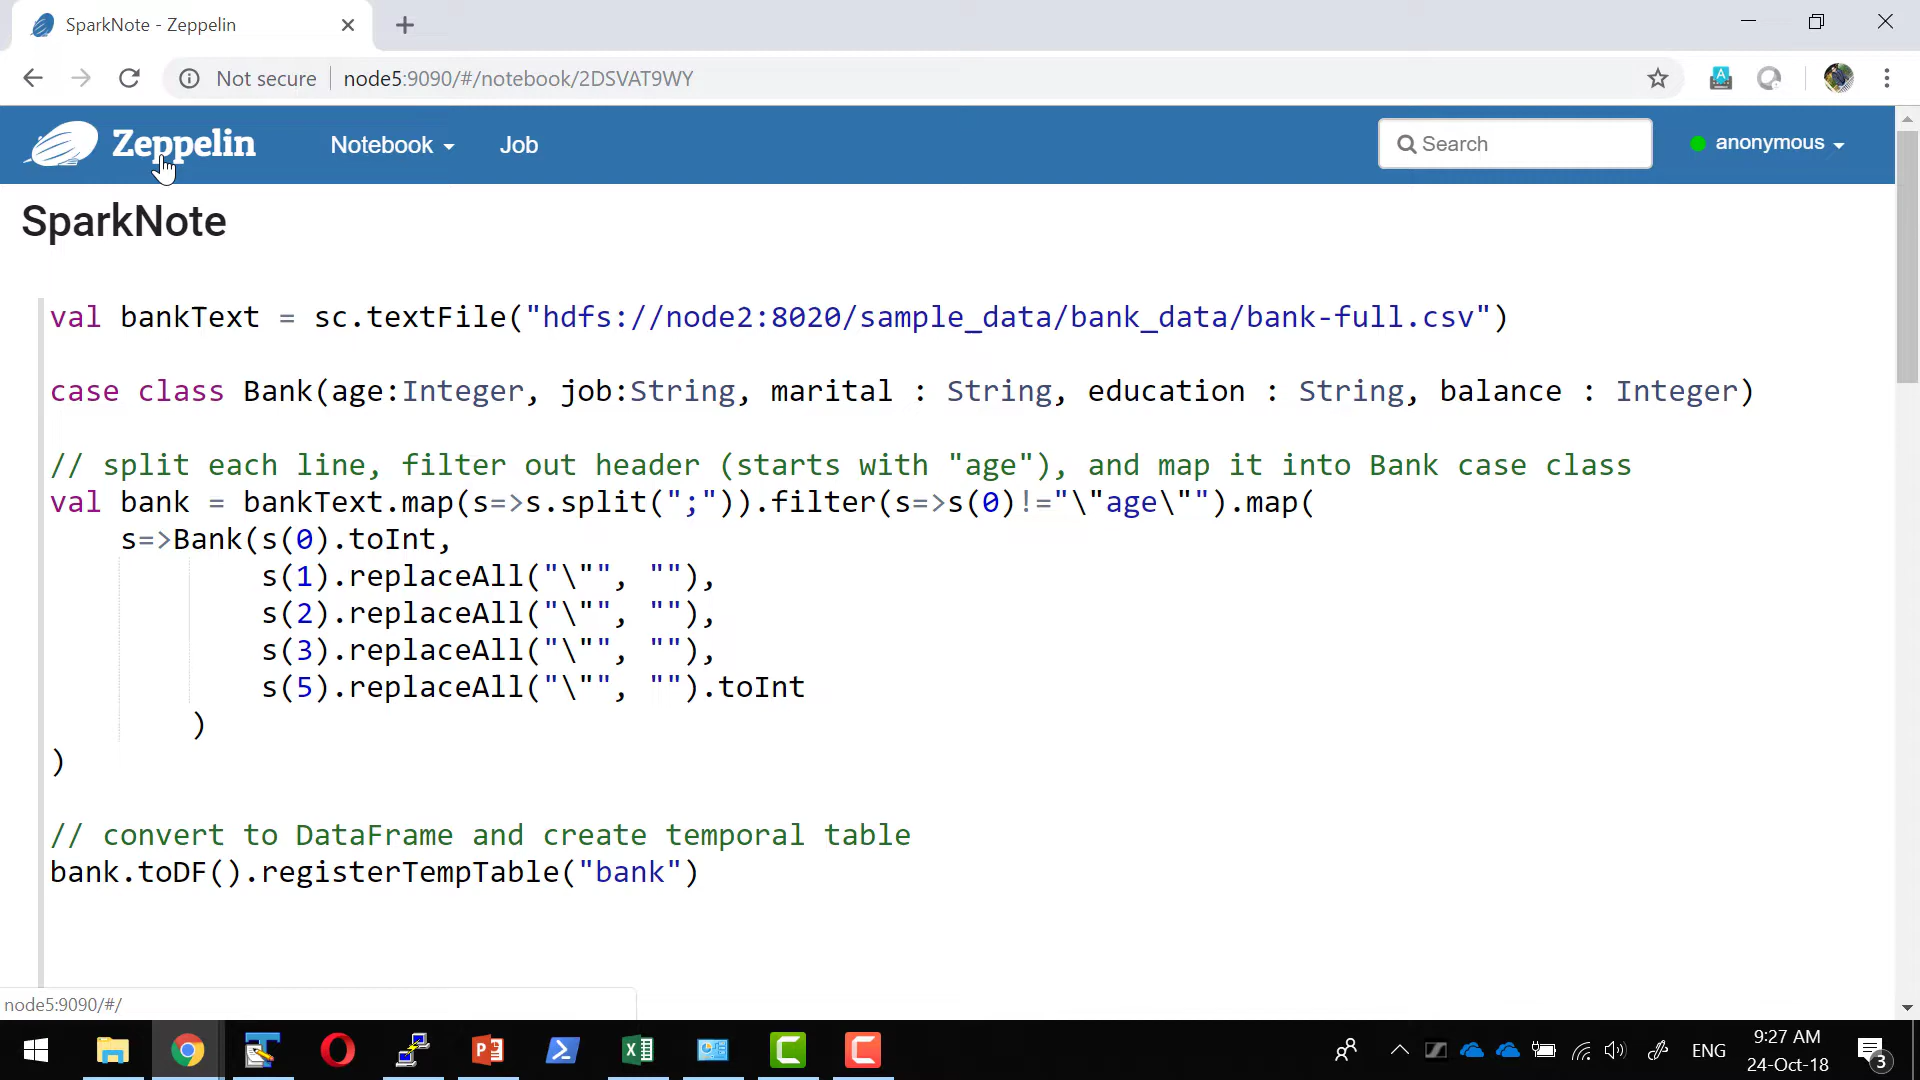 SparkNote - Zeppelin
Not secure
node5:9090/#/notebook/2DSVAT9WY
Zeppelin
Notebook
Job
Search
anonymous
SparkNote
val bankText = sc.textFile("hdfs://node2:8020/sample_data/bank_data/bank-full.csv")
case class Bank(age:Integer, job:String, marital : String, education : String, balance : Integer)
// split each line, filter out header (starts with "age"), and map it into Bank case class
val bank = bankText.map(s=>s.split(";")).filter(s=>s(0)!="\"age\"").map(
s=>Bank(s(0).toInt,
s(1).replaceAll("\"", ""),
s(2).replaceAll("\"", ""),
s(3).replaceAll("\"", ""),
s(5).replaceAll("\"", "").toInt
)
)
// convert to DataFrame and create temporal table
bank.toDF().registerTempTable("bank")
node5:9090/#/
ENG
9:27 AM
24-Oct-18
3